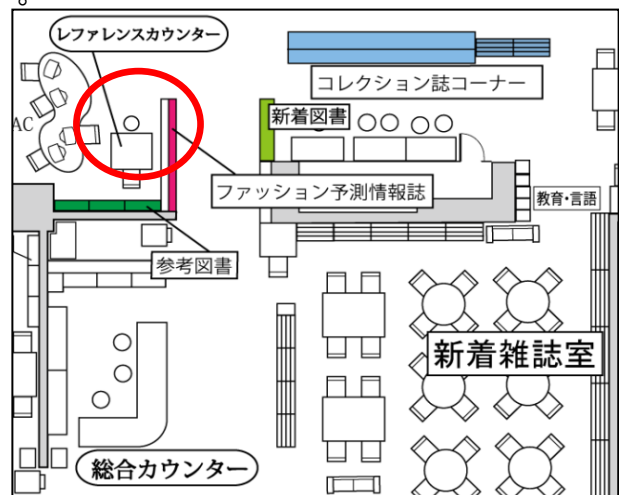 レファレンスカウンター
コレクション誌コーナー
新着図書
AC
ファッション予測情報誌
教育・言語
参考図書
新着雑誌室
総合カウンター